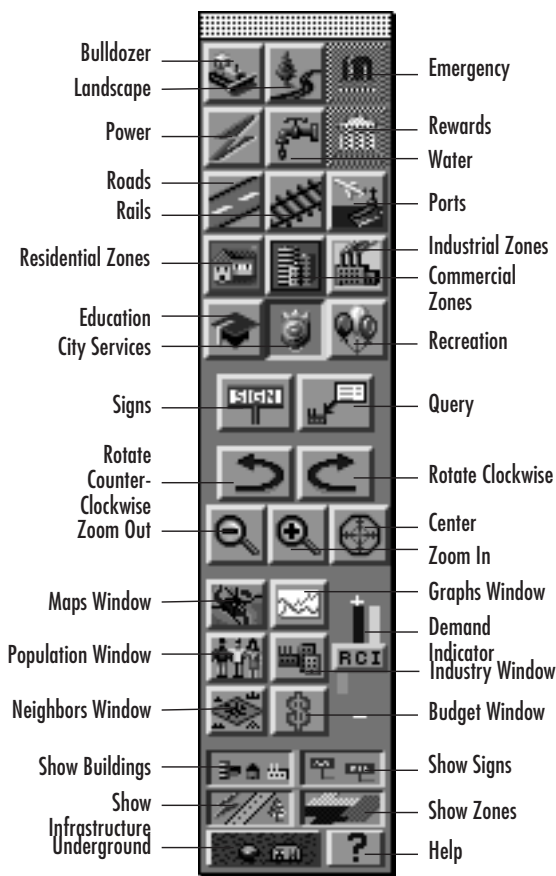 Bulldozer
Landscape
Emergency
Power
Rewards
Water
Roads
Rails
Ports
Residential Zones
Industrial Zones
Commercial
Zones
Education
City Services
Recreation
SIGN
Signs
Query
Rotate
Counter-
Clockwise
Rotate Clockwise
Zoom Out
Center
Zoom In
Maps Window
Graphs Window
+
Demand
Indicator
Population Window
RCI
Industry Window
Neighbors Window
$
Budget Window
–
Show Buildings
Show Signs
Show
Infrastructure
Show Zones
Underground
?
Help